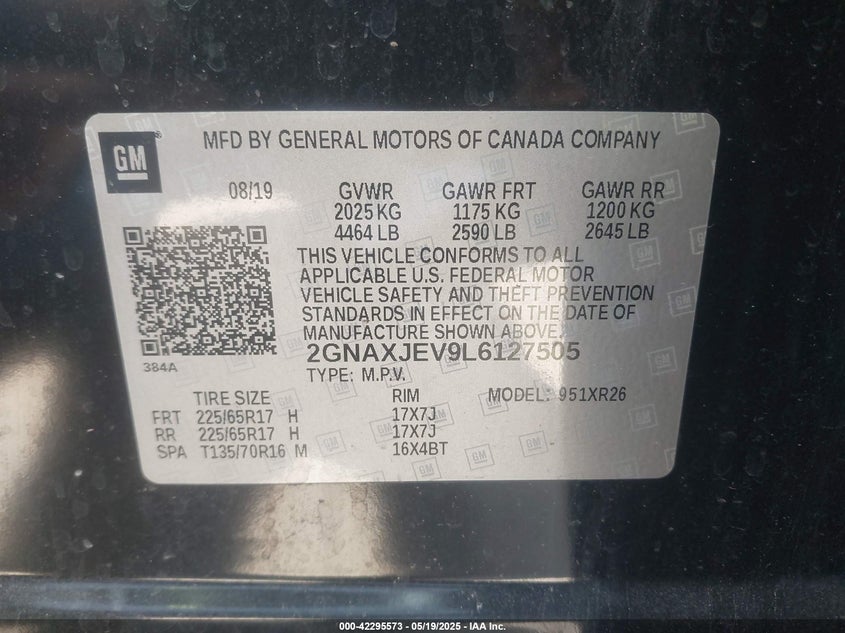 GM
MFD BY GENERAL MOTORS OF CANADA COMPANY
08/19 GVWR GAWR FRT GAWR RR
2025 KG 1175 KG 1200 KG
4464 LB 2590 LB 2645 LB
THIS VEHICLE CONFORMS TO ALL
APPLICABLE U.S. FEDERAL MOTOR
VEHICLE SAFETY AND THEFT PREVENTION
STANDARDS IN EFFECT ON THE DATE OF
MANUFACTURE SHOWN ABOVE.
384A
2GNAXJEV9L6127505
TYPE: M.P.V.
TIRE SIZE RIM MODEL: 951XR26
FRT 225/65R17 H 17X7J
RR 225/65R17 H 17X7J
SPA T135/70R16 M 16X4BT
000-42295573 - 05/19/2025 - IAA Inc.